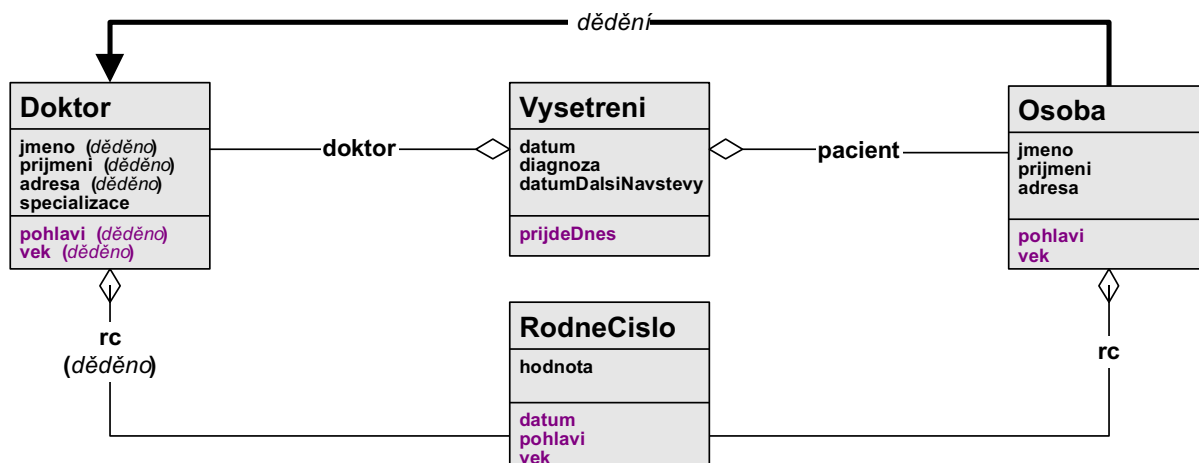 dědění
Doktor
jmeno (děděno)
prijmeni (děděno)
adresa (děděno)
specializace
pohlavi (děděno)
vek (děděno)
doktor
Vysetreni
datum
diagnoza
datumDalsiNavstevy
prijdeDnes
pacient
Osoba
jmeno
prijmeni
adresa
pohlavi
vek
rc
(děděno)
RodneCislo
hodnota
datum
pohlavi
vek
rc